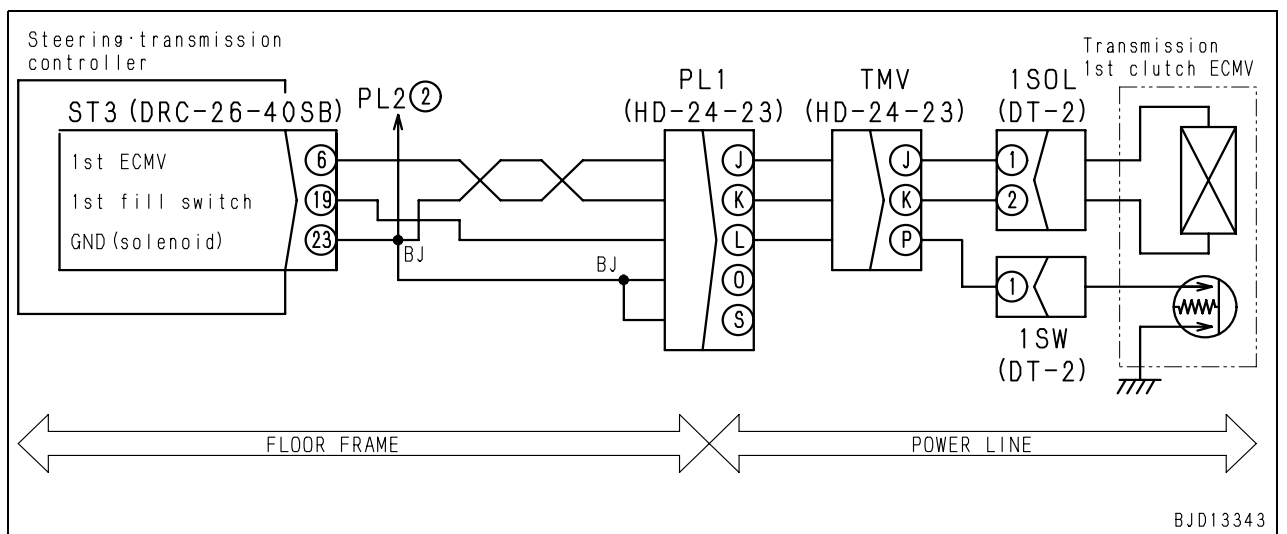 Steering·transmission
controller
ST3 (DRC-26-40SB)
1st ECMV
6
1st fill switch
19
GND (solenoid)
23
PL2 2
BJ
BJ
PL1
(HD-24-23)
J
K
L
O
S
TMV
(HD-24-23)
J
K
P
1SOL
(DT-2)
1
2
1
1SW
(DT-2)
Transmission
1st clutch ECMV
FLOOR FRAME
POWER LINE
BJD13343